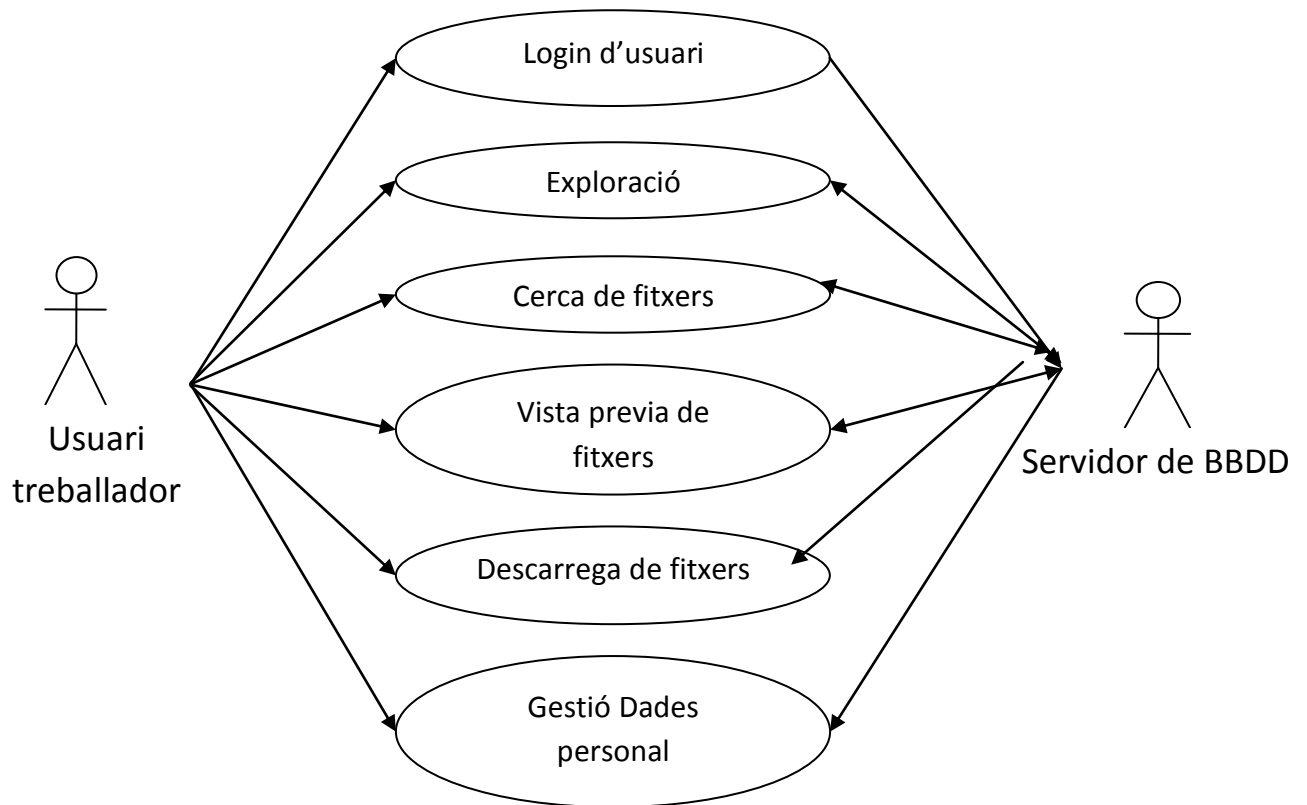 Login d’usuari
Exploració
Cerca de fitxers
Vista previa de
fitxers
Usuari
treballador
Servidor de BBDD
Descarrega de fitxers
Gestió Dades
personal